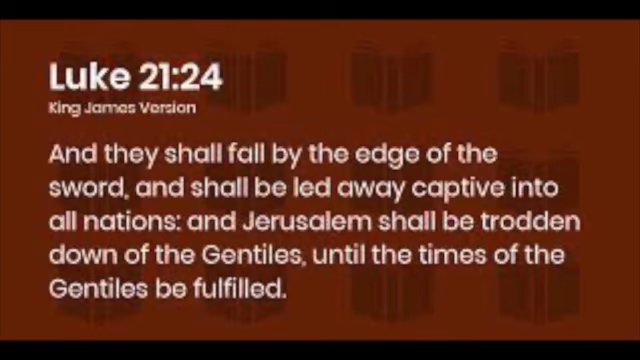 Luke 21:24
King James Version
And they shall fall by the edge of the
sword, and shall be led away captive into
all nations: and Jerusalem shall be trodden
down of the Gentiles, until the times of the
Gentiles be fulfilled.